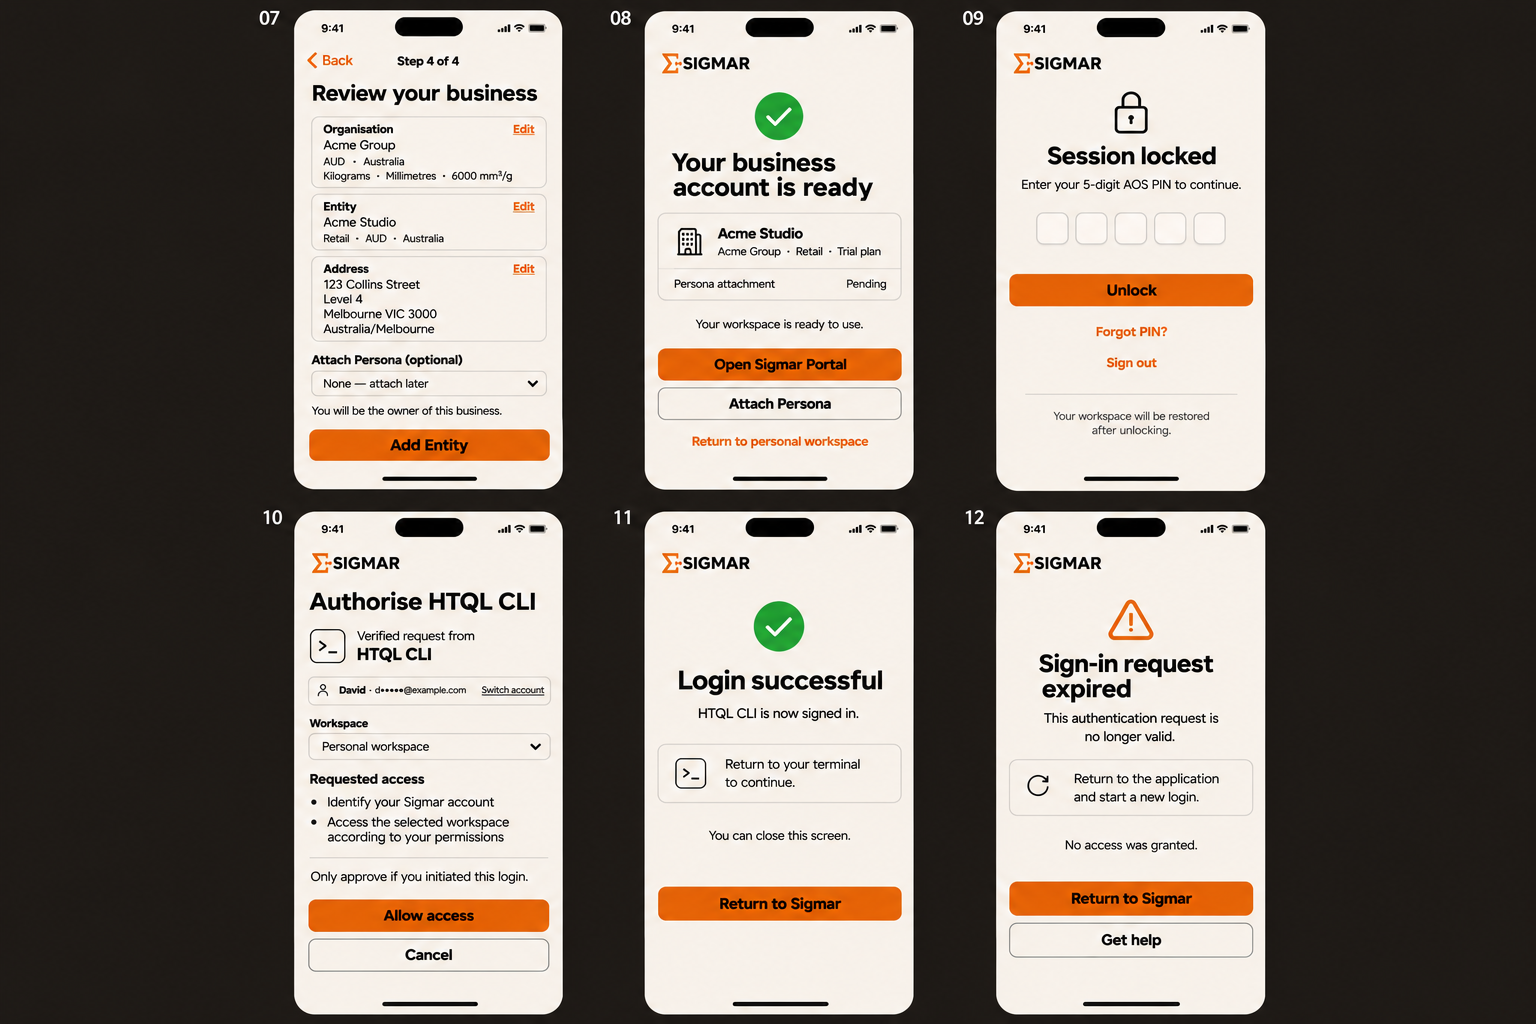 07
9:41
Back
Step 4 of 4
Review your business
Organisation
Edit
Acme Group
AUD • Australia
Kilograms • Millimetres • 6000 mm³/g
Entity
Edit
Acme Studio
Retail • AUD • Australia
Address
Edit
123 Collins Street
Level 4
Melbourne VIC 3000
Australia/Melbourne
Attach Persona (optional)
None — attach later
You will be the owner of this business.
Add Entity
08
9:41
SIGMAR
Your business
account is ready
Acme Studio
Acme Group • Retail • Trial plan
Persona attachment
Pending
Your workspace is ready to use.
Open Sigmar Portal
Attach Persona
Return to personal workspace
09
9:41
SIGMAR
Session locked
Enter your 5-digit AOS PIN to continue.
Unlock
Forgot PIN?
Sign out
Your workspace will be restored
after unlocking.
10
9:41
SIGMAR
Authorise HTQL CLI
>_
Verified request from
HTQL CLI
David · d•••••@example.com
Switch account
Workspace
Personal workspace
Requested access
• Identify your Sigmar account
• Access the selected workspace
according to your permissions
Only approve if you initiated this login.
Allow access
Cancel
11
9:41
SIGMAR
Login successful
HTQL CLI is now signed in.
>_
Return to your terminal
to continue.
You can close this screen.
Return to Sigmar
12
9:41
SIGMAR
Sign-in request
expired
This authentication request is
no longer valid.
Return to the application
and start a new login.
No access was granted.
Return to Sigmar
Get help